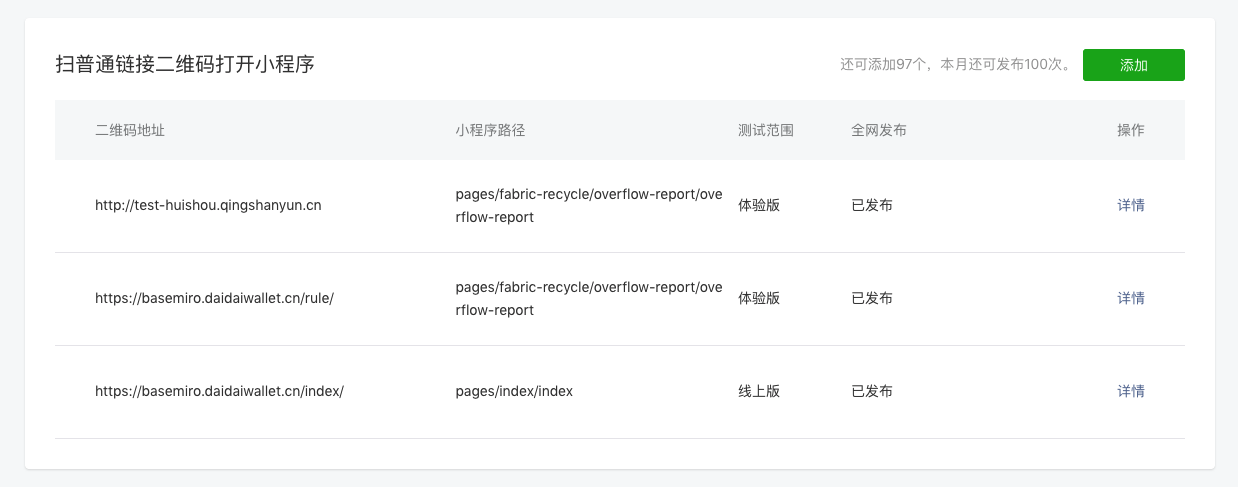 扫普通链接二维码打开小程序
还可添加97个，本月还可发布100次。
添加
二维码地址 小程序路径 测试范围 全网发布 操作
http://test-huishou.qingshanyun.cn
pages/fabric-recycle/overflow-report/ove
rflow-report
体验版
已发布
详情
https://basemiro.daidaiwallet.cn/rule/
pages/fabric-recycle/overflow-report/ove
rflow-report
体验版
已发布
详情
https://basemiro.daidaiwallet.cn/index/
pages/index/index
线上版
已发布
详情